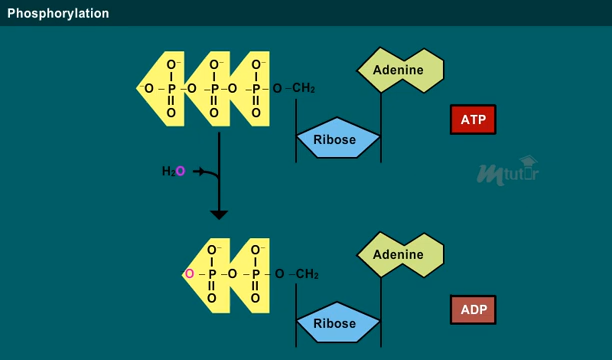 Phosphorylation
O⁻ O⁻ O⁻
⁻O – P – O – P – O – P – O – CH₂
O O O
Adenine
Ribose
ATP
mtutor
H₂O
O⁻ O⁻
O – P – O – P – O – CH₂
O O
Adenine
Ribose
ADP